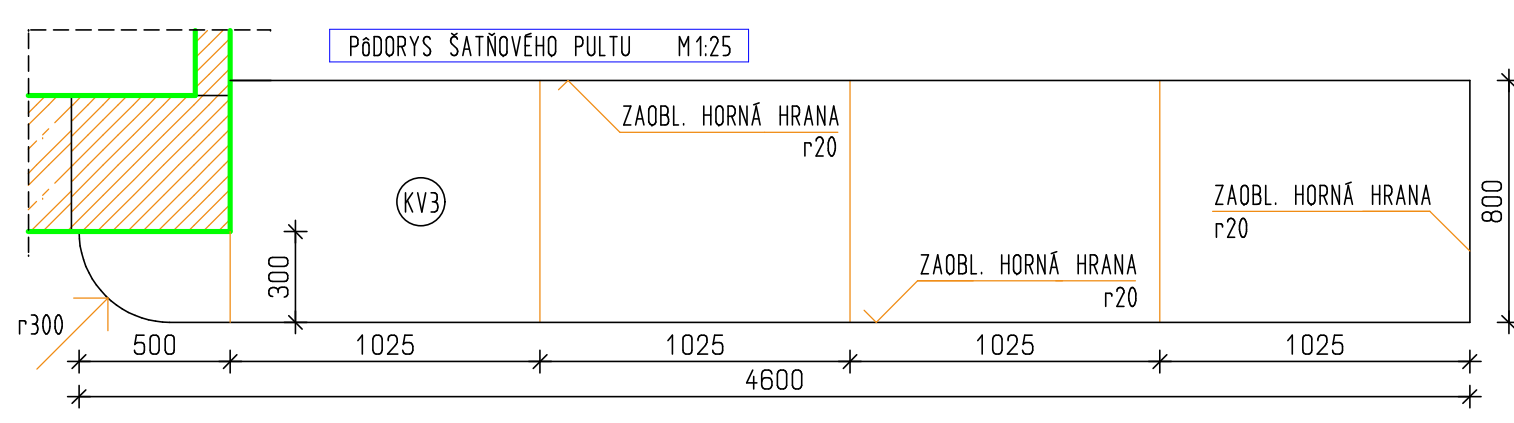 PôDORYS ŠATŇOVÉHO PULTU M 1:25
ZAOBL. HORNÁ HRANA
r20
KV3
ZAOBL. HORNÁ HRANA
r20
800
ZAOBL. HORNÁ HRANA
r20
300
r300
500 1025 1025 1025 1025
4600